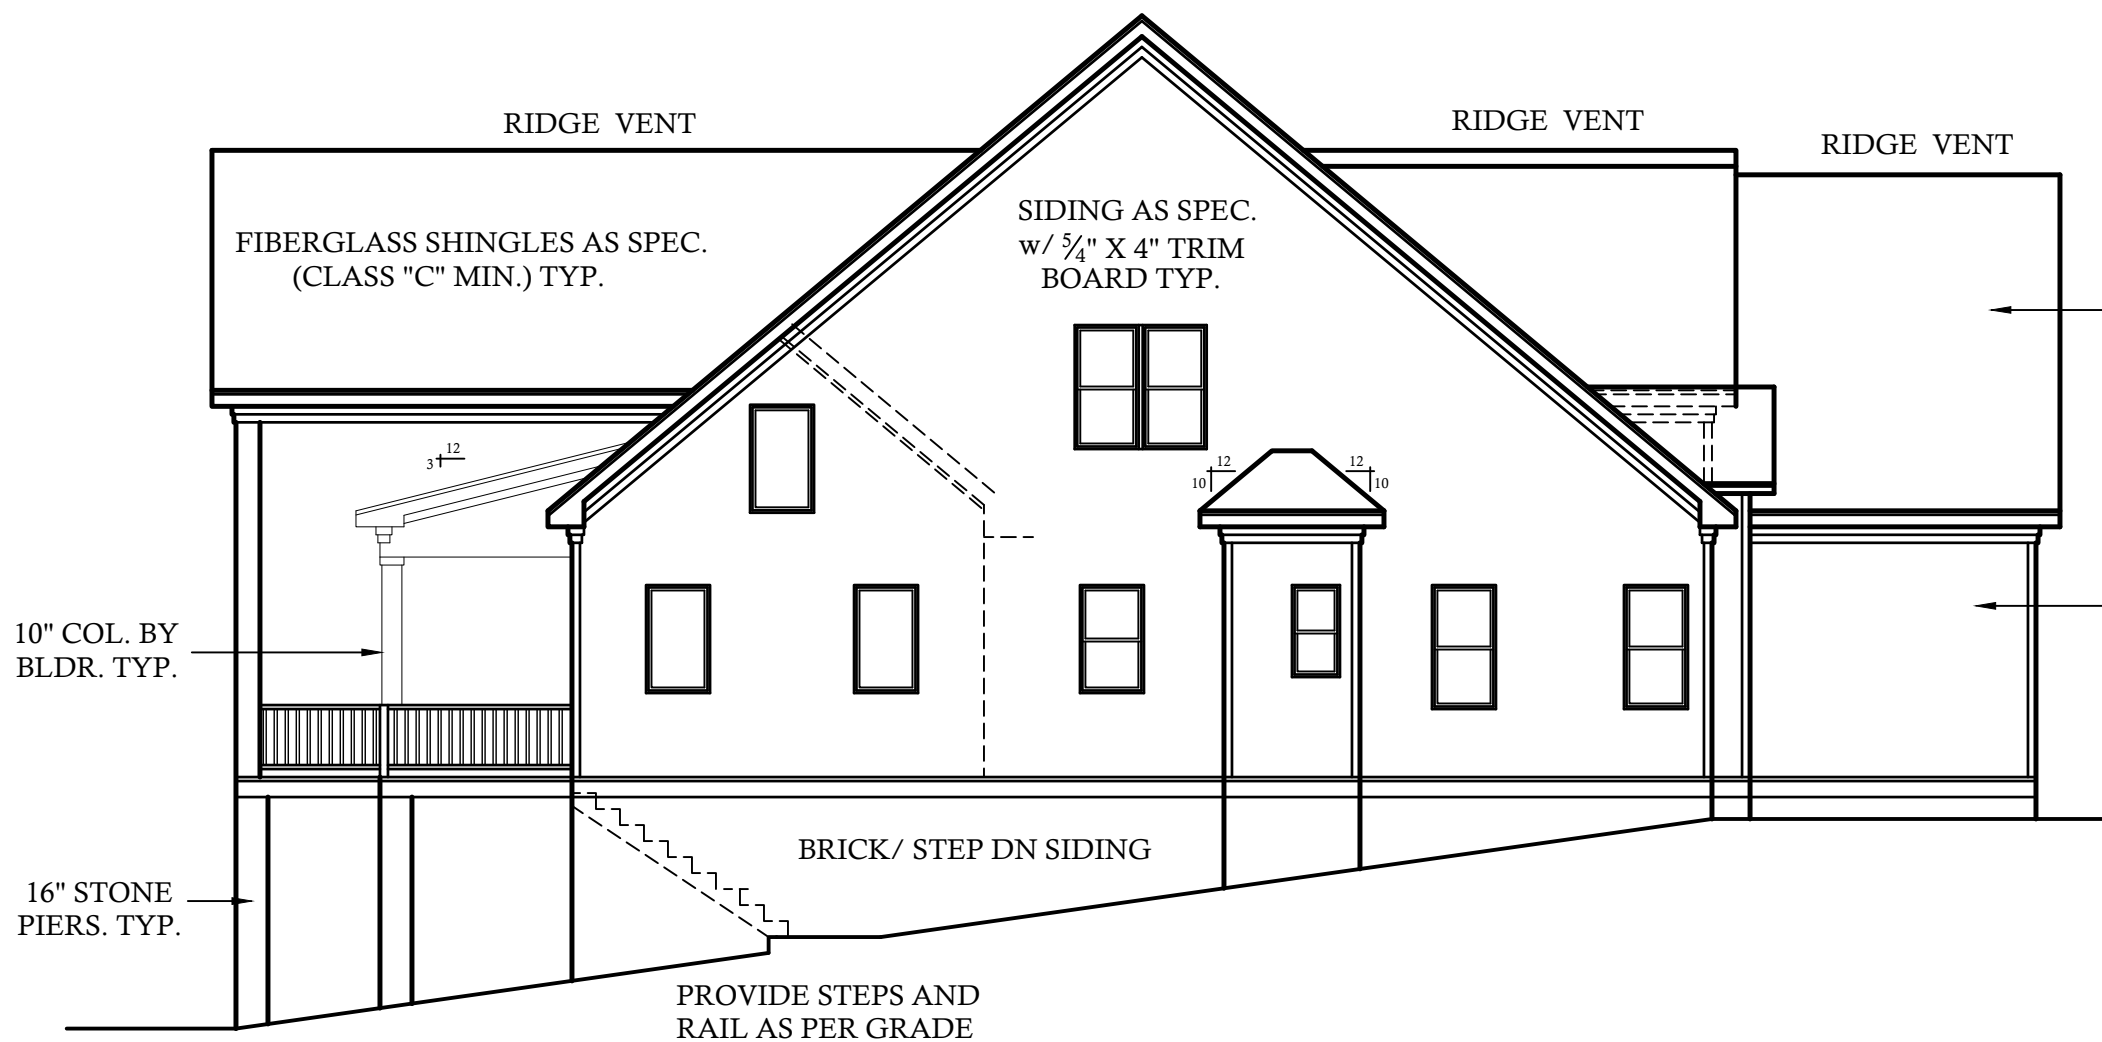 RIDGE VENT
RIDGE VENT
RIDGE VENT
FIBERGLASS SHINGLES AS SPEC.
(CLASS "C" MIN.) TYP.
SIDING AS SPEC.
w/ 5/4" X 4" TRIM
BOARD TYP.
12
3
12
10
12
10
10" COL. BY
BLDR. TYP.
BRICK/ STEP DN SIDING
16" STONE
PIERS. TYP.
PROVIDE STEPS AND
RAIL AS PER GRADE